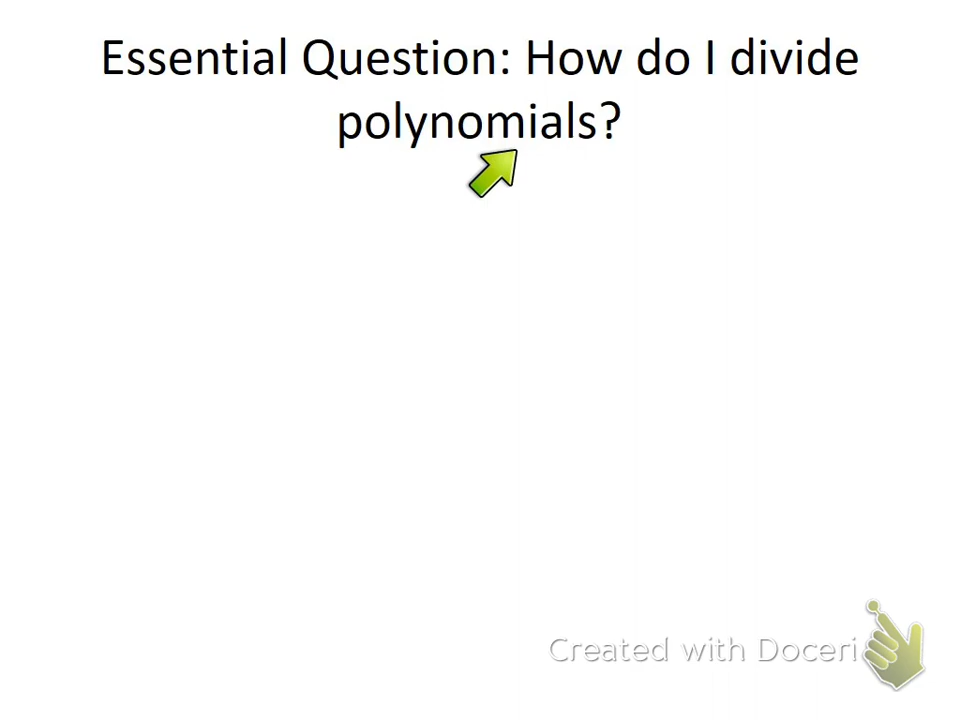 Essential Question: How do I divide
polynomials?
Created with Doceri